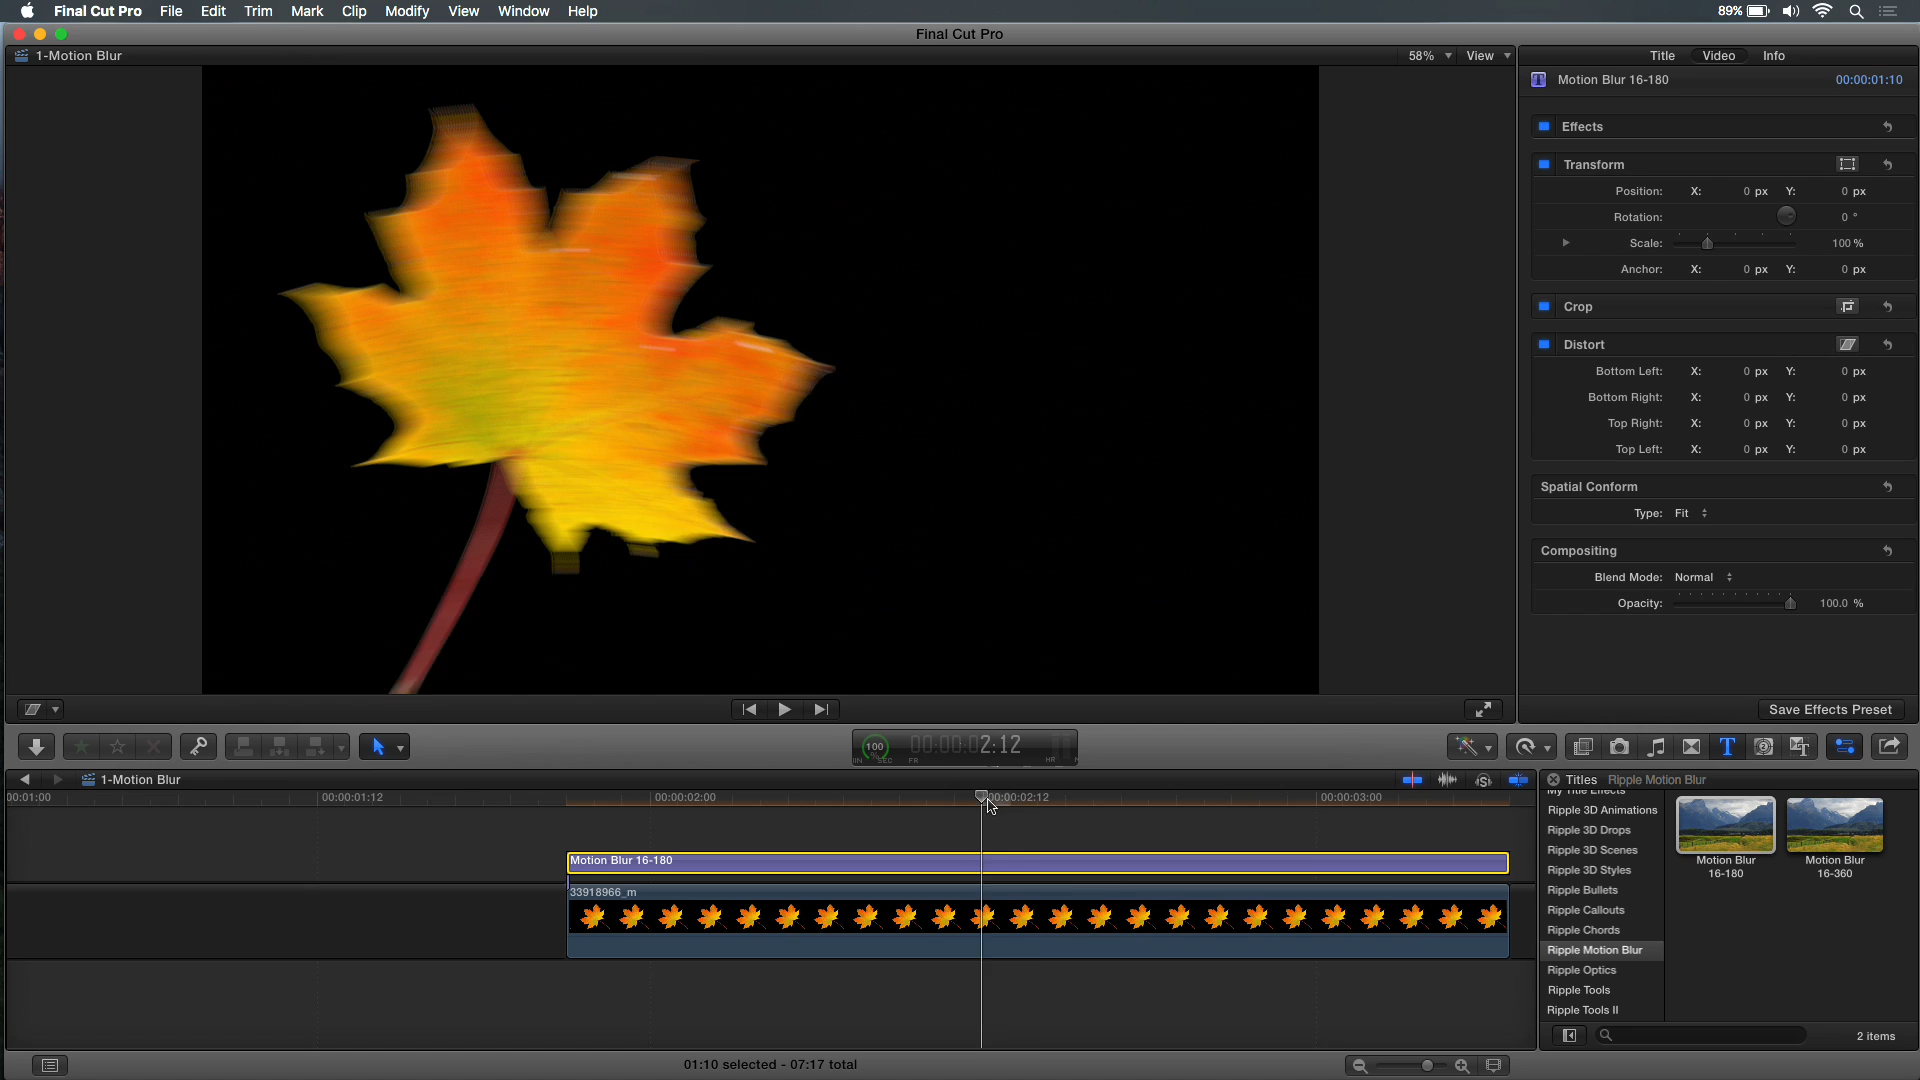 Final Cut Pro File Edit Trim Mark Clip Modify View Window Help 89%
Final Cut Pro
1-Motion Blur 58% View
Title Video Info
Motion Blur 16-180 00:00:01:10
Effects
Transform
Position: X: 0 px Y: 0 px
Rotation: 0 °
Scale: 100 %
Anchor: X: 0 px Y: 0 px
Crop
Distort
Bottom Left: X: 0 px Y: 0 px
Bottom Right: X: 0 px Y: 0 px
Top Right: X: 0 px Y: 0 px
Top Left: X: 0 px Y: 0 px
Spatial Conform
Type: Fit
Compositing
Blend Mode: Normal
Opacity: 100.0 %
Save Effects Preset
100 % 00:00:02:12
MIN SEC FR HR
1-Motion Blur
00:01:00 00:00:01:12 00:00:02:00 00:00:02:12 00:00:03:00
Motion Blur 16-180
33918966_m
Titles Ripple Motion Blur
My Title Effects
Ripple 3D Animations
Ripple 3D Drops
Ripple 3D Scenes
Ripple 3D Styles
Ripple Bullets
Ripple Callouts
Ripple Chords
Ripple Motion Blur
Ripple Optics
Ripple Tools
Ripple Tools II
Motion Blur
16-180
Motion Blur
16-360
2 items
01:10 selected - 07:17 total